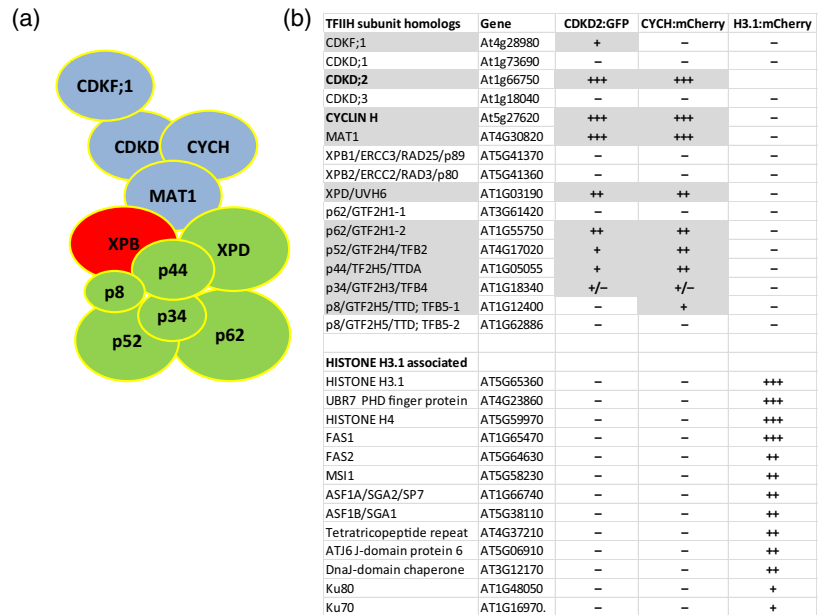 (a)
CDKF;1
CDKD CYCH
MAT1
XPB XPD
p44
p8
p34
p52 p62
(b)
TFIIH subunit homologs Gene CDKD2:GFP CYCH:mCherry H3.1:mCherry
CDKF;1 At4g28980 + – –
CDKD;1 At1g73690 – – –
CDKD;2 At1g66750 +++ +++
CDKD;3 At1g18040 – – –
CYCLIN H At5g27620 +++ +++ –
MAT1 AT4G30820 +++ +++ –
XPB1/ERCC3/RAD25/p89 AT5G41370 – – –
XPB2/ERCC2/RAD3/p80 AT5G41360 – – –
XPD/UVH6 AT1G03190 ++ ++ –
p62/GTF2H1-1 AT3G61420 – – –
p62/GTF2H1-2 AT1G55750 ++ ++ –
p52/GTF2H4/TFB2 AT4G17020 + ++ –
p44/TF2H5/TTDA AT1G05055 + ++ –
p34/GTF2H3/TFB4 AT1G18340 +/– +/– –
p8/GTF2H5/TTD; TFB5-1 AT1G12400 – + –
p8/GTF2H5/TTD; TFB5-2 AT1G62886 – – –
HISTONE H3.1 associated
HISTONE H3.1 AT5G65360 – – +++
UBR7 PHD finger protein AT4G23860 – – +++
HISTONE H4 AT5G59970 – – +++
FAS1 AT1G65470 – – +++
FAS2 AT5G64630 – – ++
MSI1 AT5G58230 – – ++
ASF1A/SGA2/SP7 AT1G66740 – – ++
ASF1B/SGA1 AT5G38110 – – ++
Tetratricopeptide repeat AT4G37210 – – ++
ATJ6 J-domain protein 6 AT5G06910 – – ++
DnaJ-domain chaperone AT3G12170 – – ++
Ku80 AT1G48050 – – +
Ku70 AT1G16970. – – +